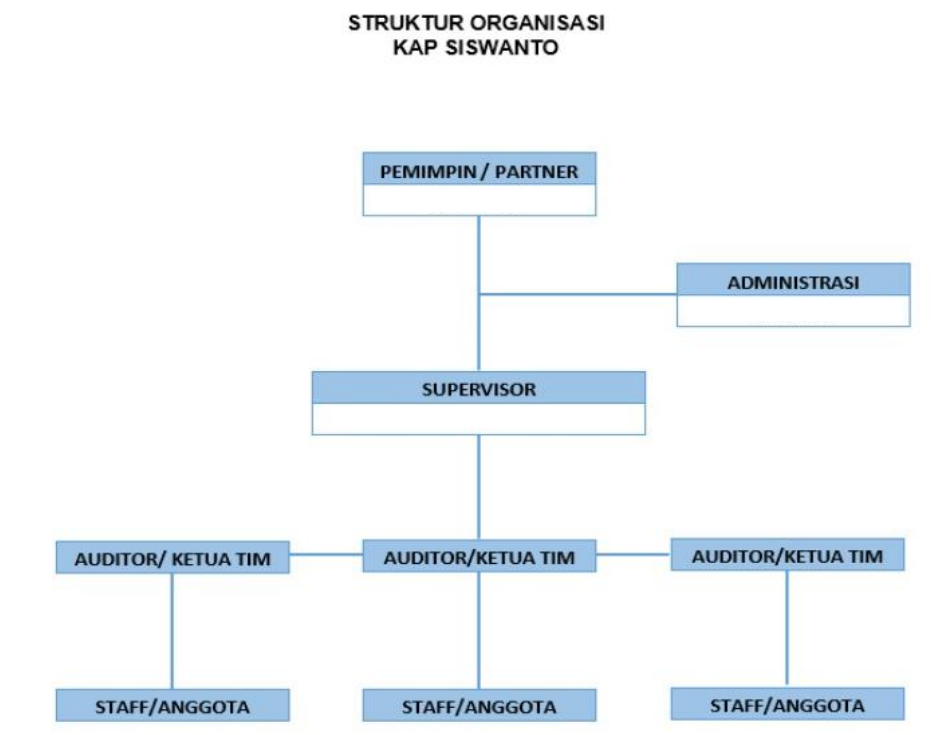 STRUKTUR ORGANISASI
KAP SISWANTO
PEMIMPIN / PARTNER
ADMINISTRASI
SUPERVISOR
AUDITOR/ KETUA TIM
AUDITOR/KETUA TIM
AUDITOR/KETUA TIM
STAFF/ANGGOTA
STAFF/ANGGOTA
STAFF/ANGGOTA